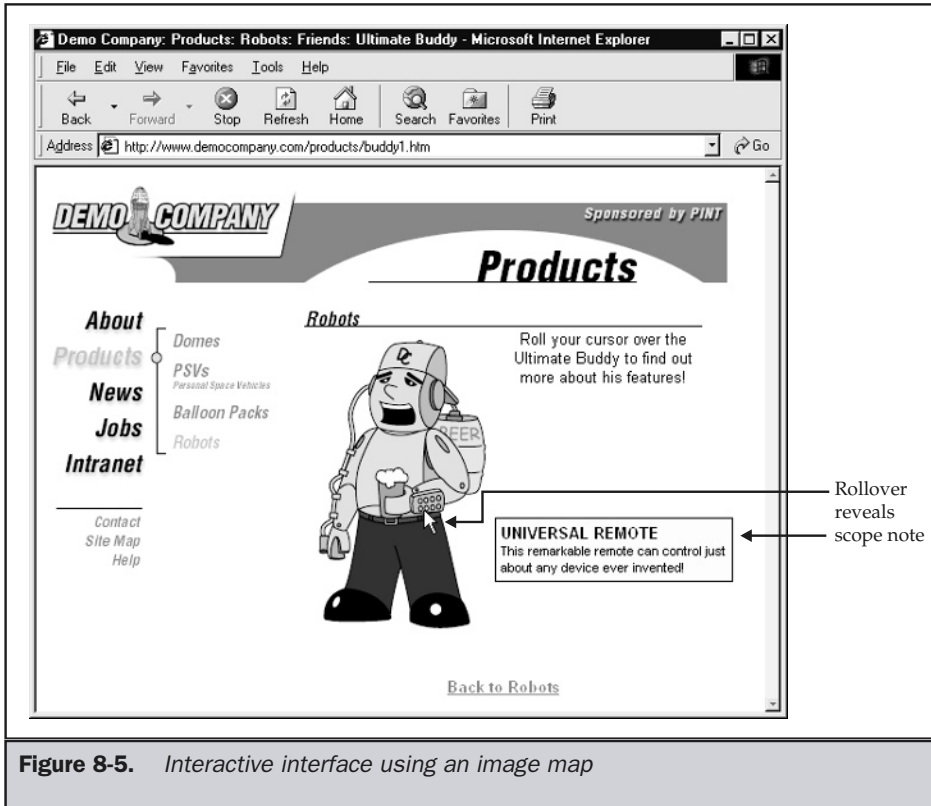 Demo Company: Products: Robots: Friends: Ultimate Buddy - Microsoft Internet Explorer
File Edit View Favorites Tools Help
Back Forward Stop Refresh Home Search Favorites Print
Address http://www.democompany.com/products/buddy1.htm Go
DEMO COMPANY
Sponsored by PINT
Products
About
Products
News
Jobs
Intranet
Domes
PSVs
Personal Space Vehicles
Balloon Packs
Robots
Contact
Site Map
Help
Robots
Roll your cursor over the
Ultimate Buddy to find out
more about his features!
DC
BEER
UNIVERSAL REMOTE
This remarkable remote can control just
about any device ever invented!
Rollover
reveals
scope note
Back to Robots
Figure 8-5. Interactive interface using an image map